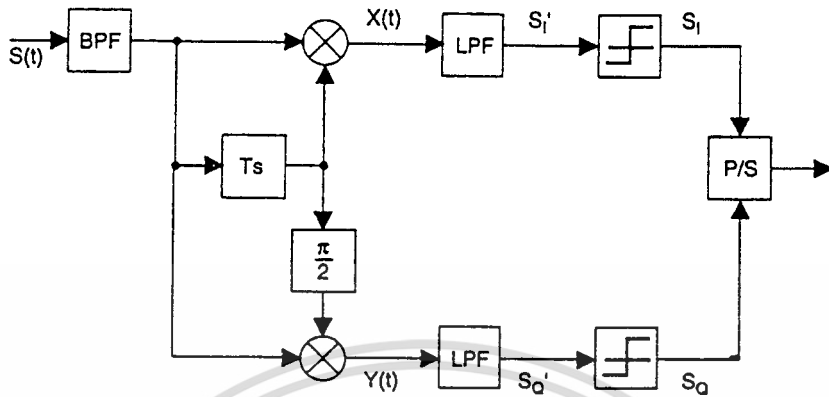 S(t)
BPF
X(t)
LPF
S_I'
S_I
Ts
P/S
π/2
Y(t)
LPF
S_Q'
S_Q